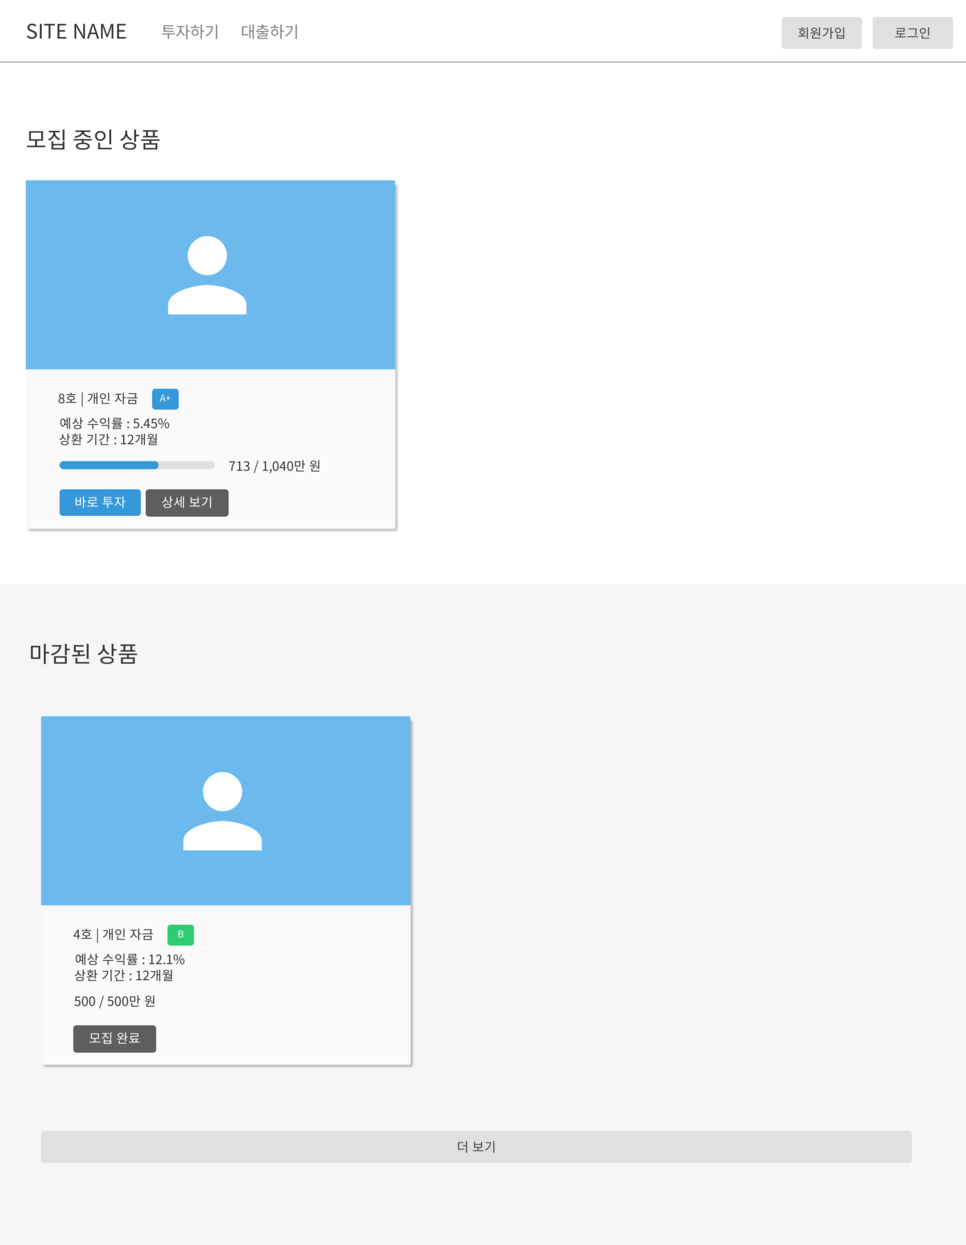 SITE NAME 투자하기 대출하기 회원가입 로그인
모집 중인 상품
8호 | 개인 자금 A+
예상 수익률 : 5.45%
상환 기간 : 12개월
713 / 1,040만 원
바로 투자 상세 보기
마감된 상품
4호 | 개인 자금 B
예상 수익률 : 12.1%
상환 기간 : 12개월
500 / 500만 원
모집 완료
더 보기